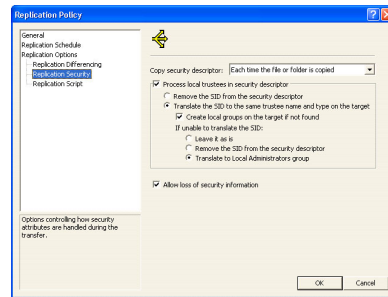 Replication Policy
General
Replication Schedule
Replication Options
Replication Differencing
Replication Security
Replication Script
Copy security descriptor: Each time the file or folder is copied
Process local trustees in security descriptor
Remove the SID from the security descriptor
Translate the SID to the same trustee name and type on the target
Create local groups on the target if not found
If unable to translate the SID:
Leave it as is
Remove the SID from the security descriptor
Translate to Local Administrators group
Allow loss of security information
Options controlling how security
attributes are handled during the
transfer.
OK Cancel